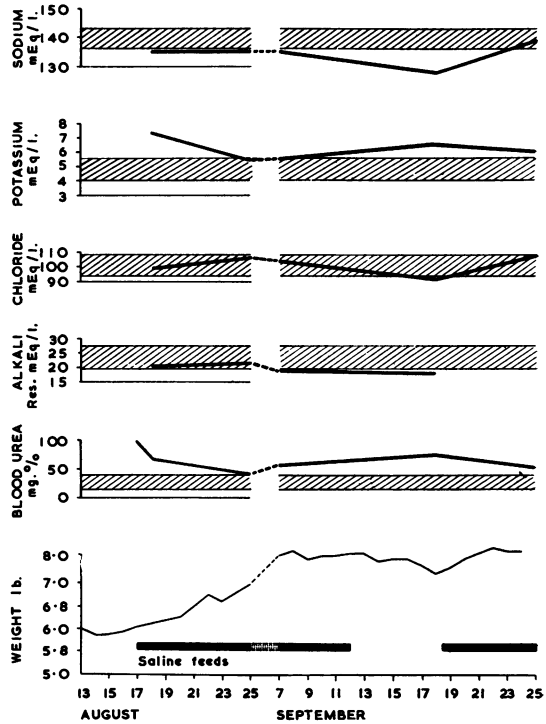 SODIUM
mEq/l.
150
140
130
POTASSIUM
mEq/l.
8
7
6
5
4
3
CHLORIDE
mEq/l.
110
100
90
ALKALI
Res. mEq/l.
30
25
20
15
BLOOD UREA
mg.%
100
50
0
WEIGHT lb.
8·0
7·0
6·8
6·0
5·8
5·0
Saline feeds
13 15 17 19 21 23 25 7 9 11 13 15 17 19 21 23 25
AUGUST SEPTEMBER